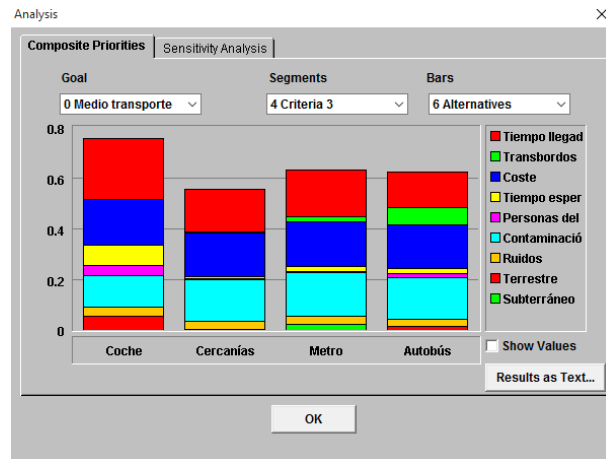 Analysis
Composite Priorities Sensitivity Analysis
Goal Segments Bars
0 Medio transporte 4 Criteria 3 6 Alternatives
0.8
0.6
0.4
0.2
0
Coche Cercanías Metro Autobús
Tiempo llegad
Transbordos
Coste
Tiempo esper
Personas del
Contaminació
Ruidos
Terrestre
Subterráneo
Show Values
Results as Text...
OK